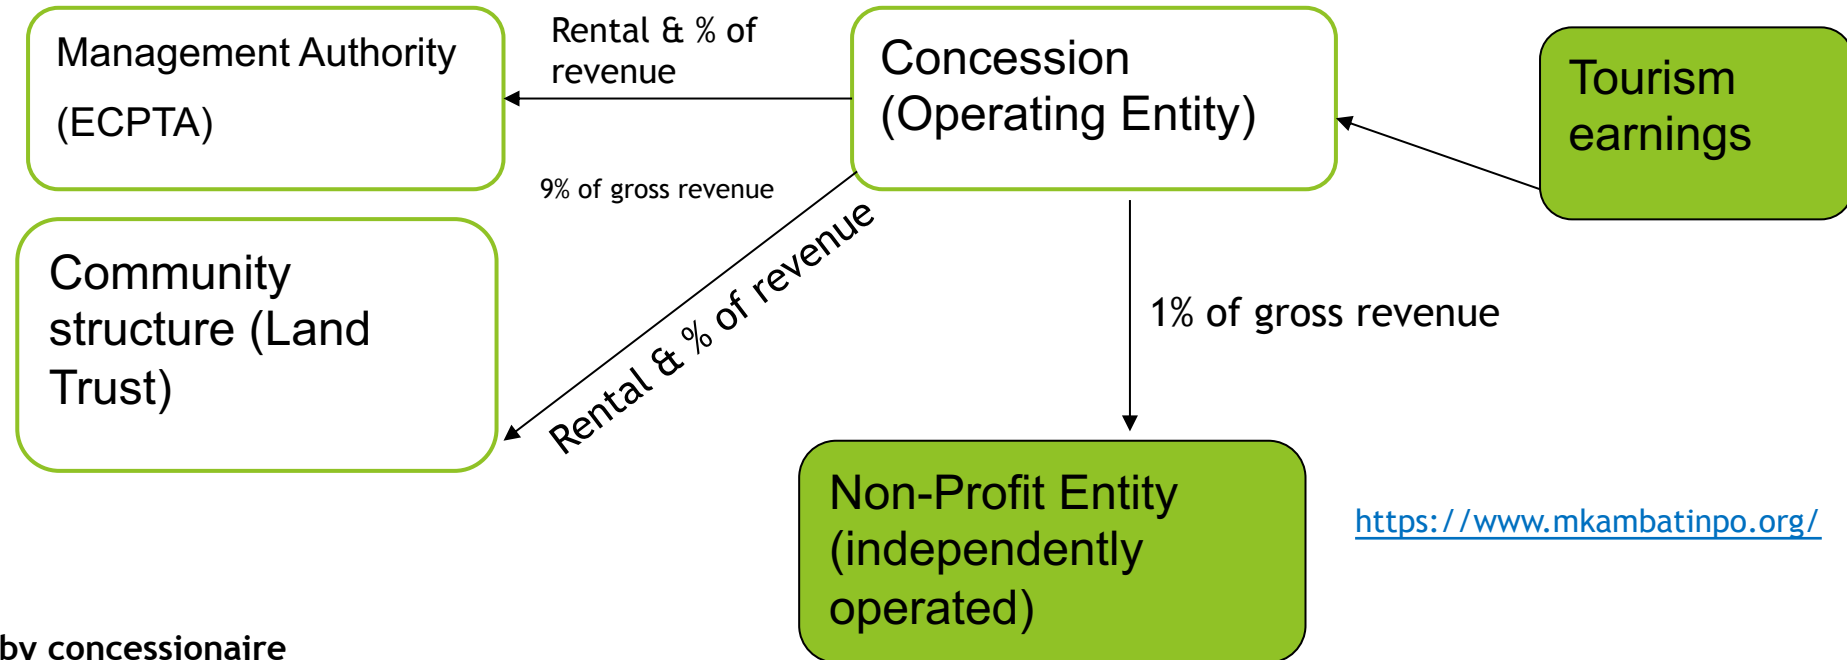 Management Authority
(ECPTA)
Rental & % of
revenue
Concession
(Operating Entity)
Tourism
earnings
9% of gross revenue
Rental & % of revenue
Community
structure (Land
Trust)
1% of gross revenue
Non-Profit Entity
(independently
operated)
https://www.mkambatinpo.org/
by concessionaire